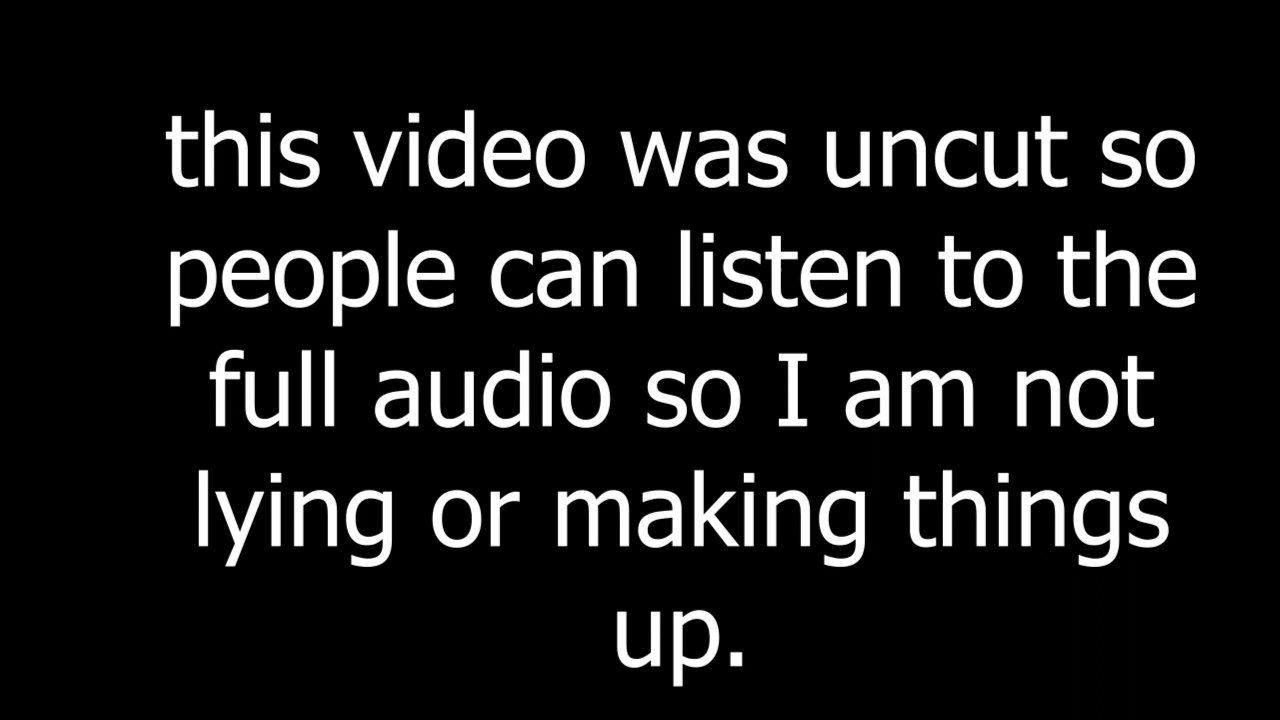 this video was uncut so
people can listen to the
full audio so I am not
lying or making things
up.